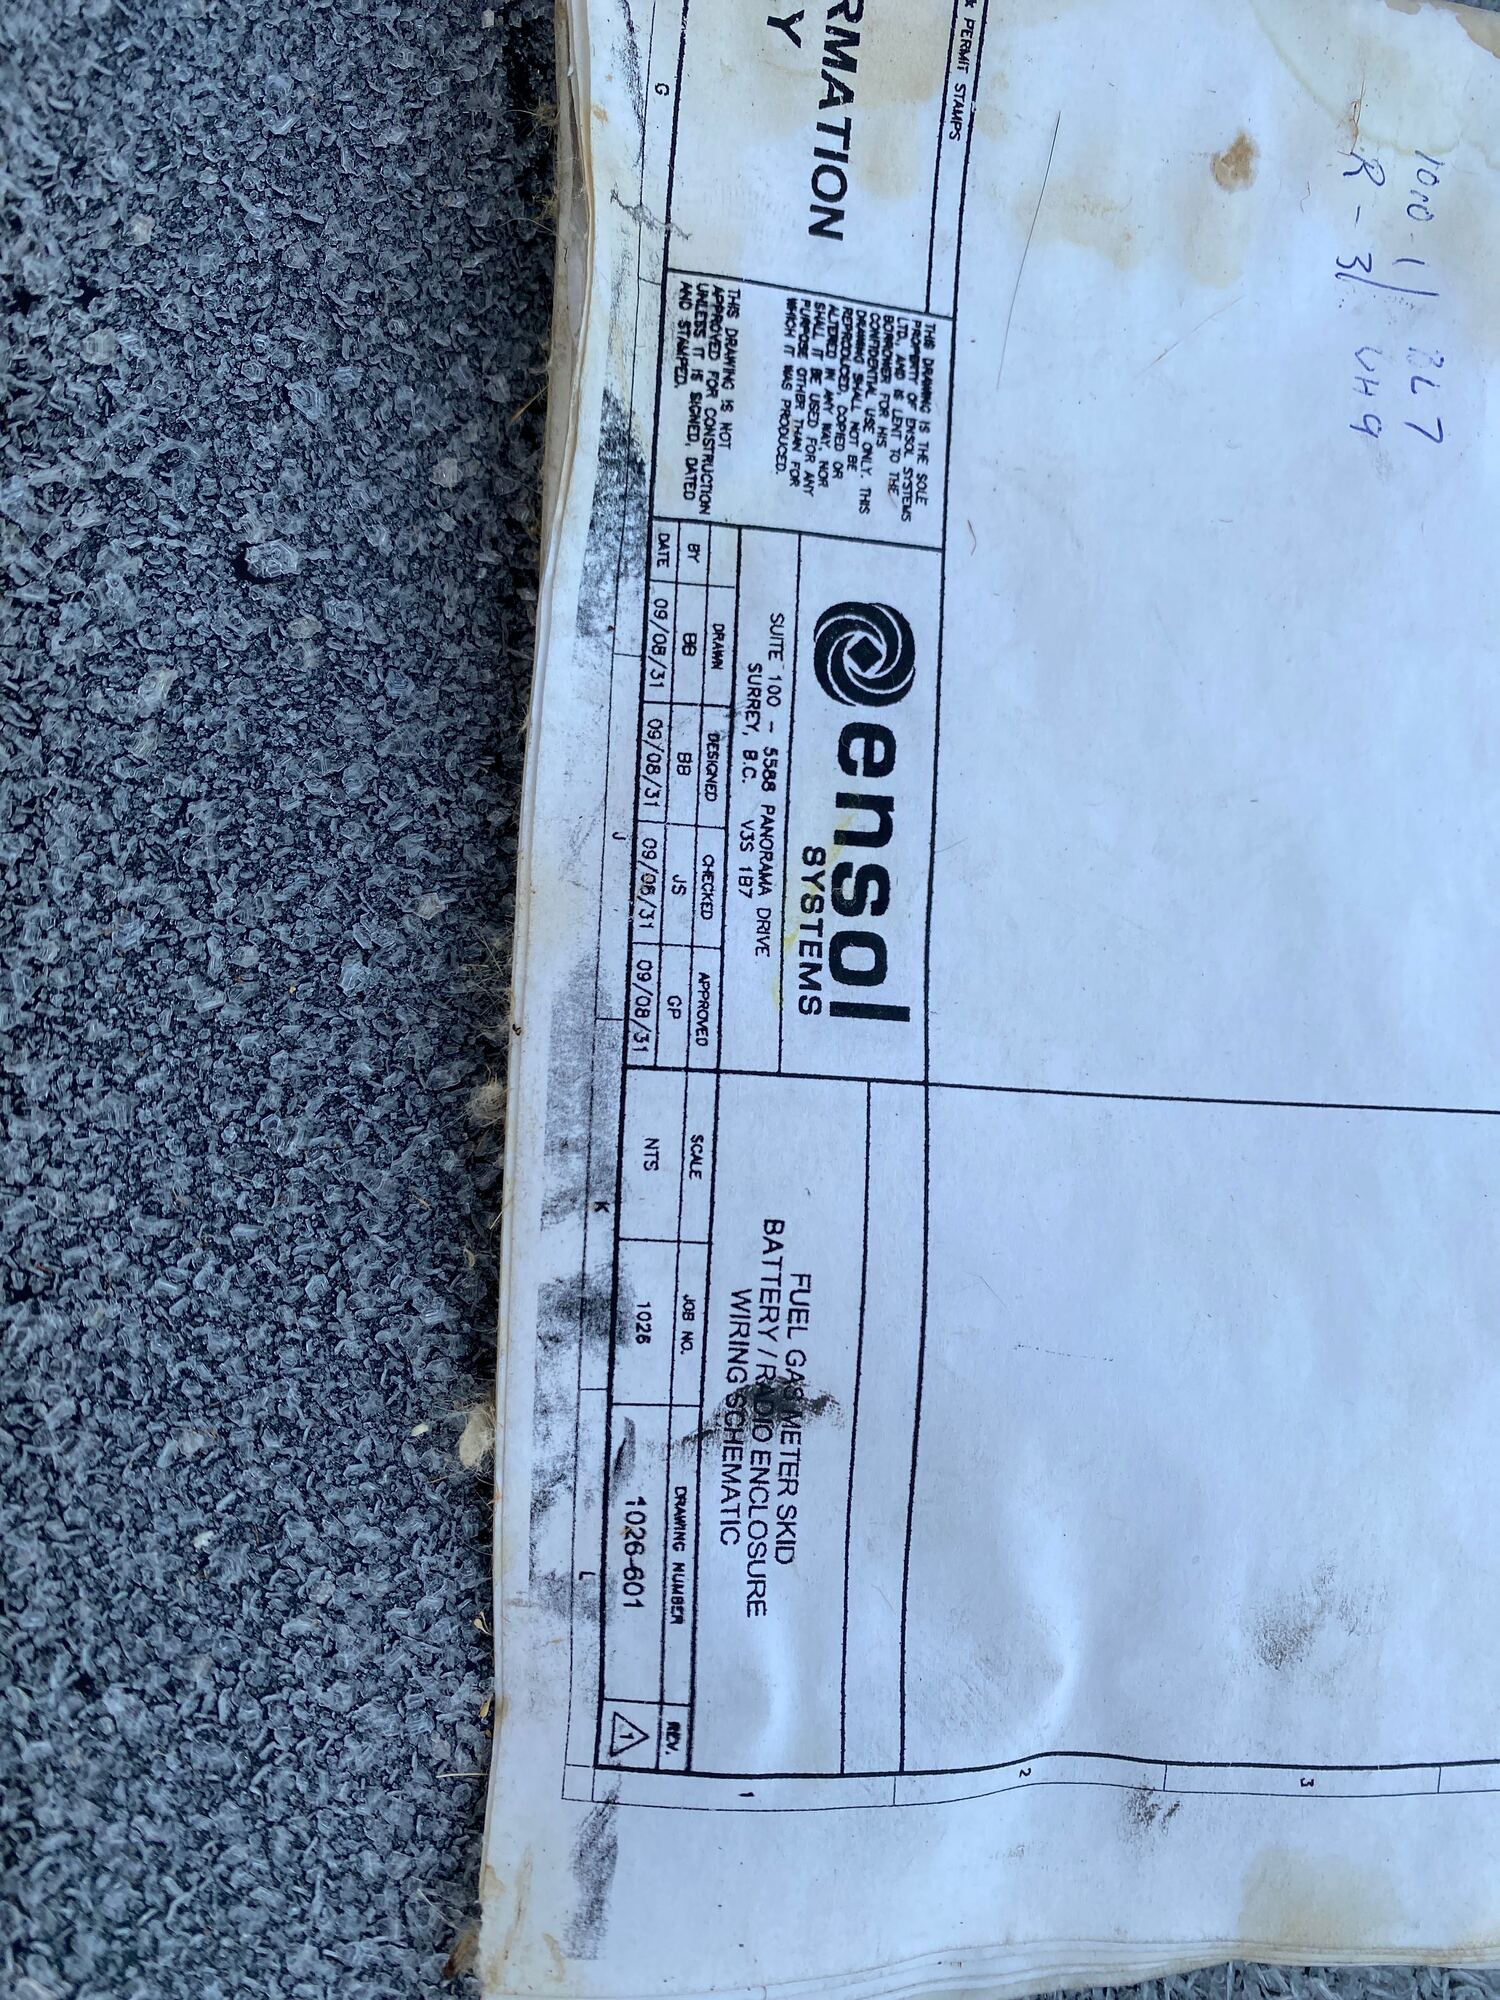 & PERMIT STAMPS
RMATION
Y
THIS DRAWING IS THE SOLE
PROPERTY OF ENSOL SYSTEMS
LTD. AND IS LENT TO THE
BORROWER FOR HIS
CONFIDENTIAL USE ONLY. THIS
DRAWING SHALL NOT BE
REPRODUCED, COPIED OR
ALTERED IN ANY WAY, NOR
SHALL IT BE USED FOR ANY
PURPOSE OTHER THAN FOR
WHICH IT WAS PRODUCED.
THIS DRAWING IS NOT
APPROVED FOR CONSTRUCTION
UNLESS IT IS SIGNED, DATED
AND STAMPED.
ensol
SYSTEMS
SUITE 100 - 5588 PANORAMA DRIVE
SURREY, B.C. V3S 1B7
DRAWN DESIGNED CHECKED APPROVED
BY BB BB JS GP
DATE 09/08/31 09/08/31 09/08/31 09/08/31
FUEL GAS METER SKID
BATTERY / RADIO ENCLOSURE
WIRING SCHEMATIC
SCALE JOB NO. DRAWING NUMBER REV.
NTS 1026 1026-601 1
G J K L
1 2 3
R-31 UH9